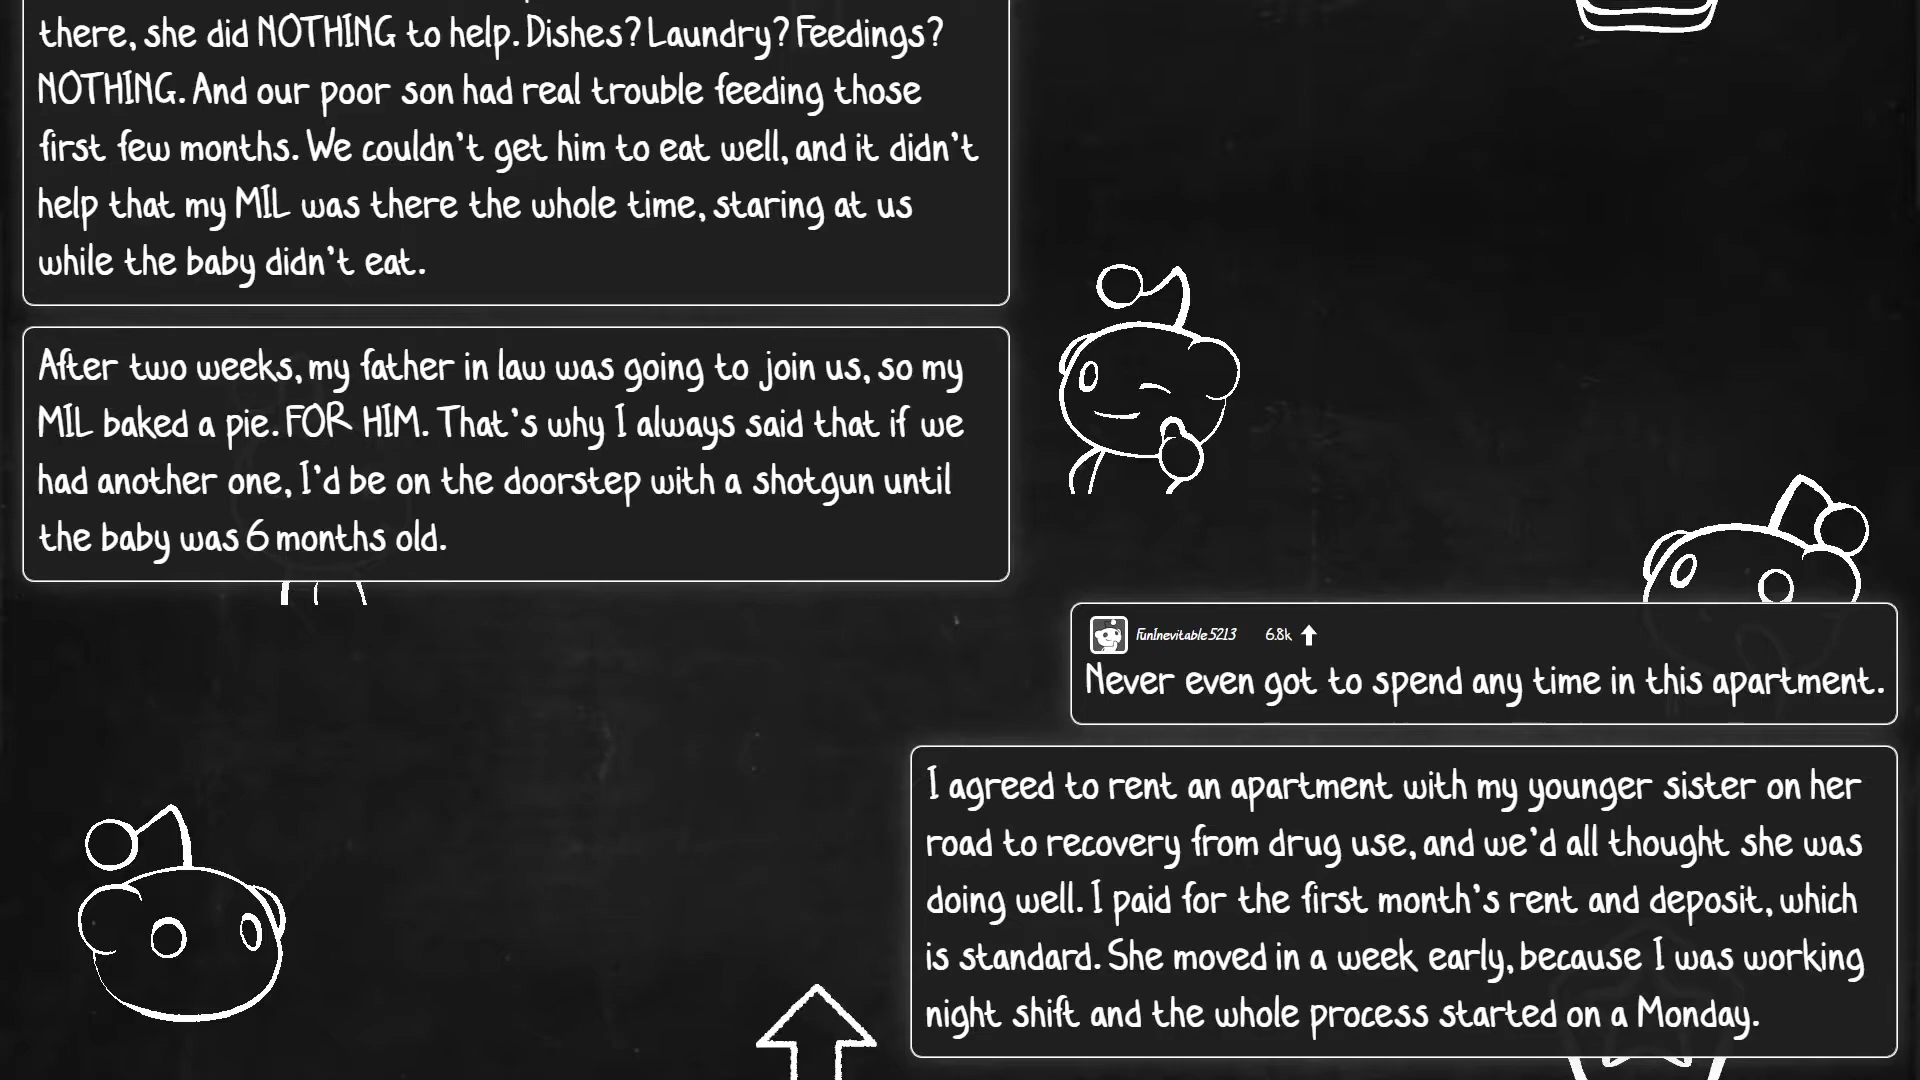 there, she did NOTHING to help. Dishes? Laundry? Feedings?
NOTHING. And our poor son had real trouble feeding those
first few months. We couldn't get him to eat well, and it didn't
help that my MIL was there the whole time, staring at us
while the baby didn't eat.
After two weeks, my father in law was going to join us, so my
MIL baked a pie. FOR HIM. That's why I always said that if we
had another one, I'd be on the doorstep with a shotgun until
the baby was 6 months old.
FunInevitable5213 6.8k
Never even got to spend any time in this apartment.
I agreed to rent an apartment with my younger sister on her
road to recovery from drug use, and we'd all thought she was
doing well. I paid for the first month's rent and deposit, which
is standard. She moved in a week early, because I was working
night shift and the whole process started on a Monday.